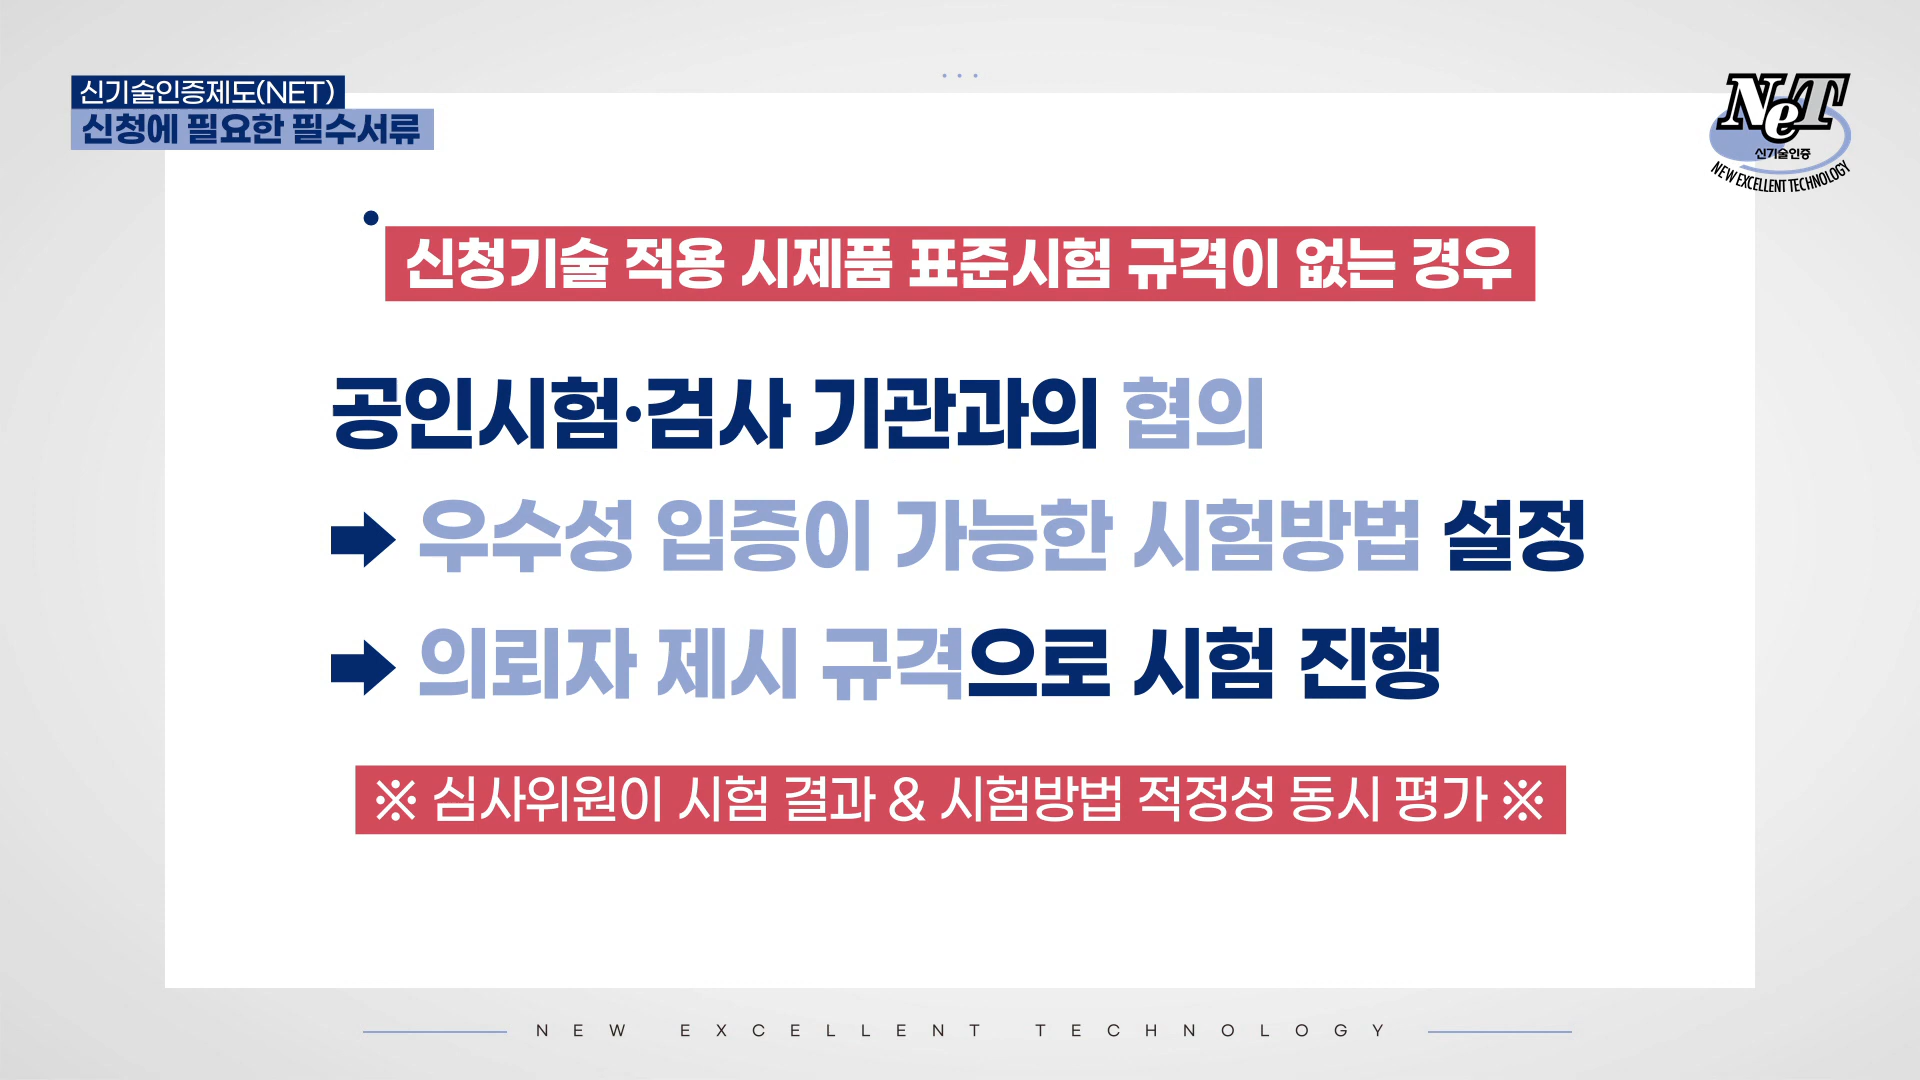 신기술인증제도(NET)
신청에 필요한 필수서류
NeT
신기술인증
NEW EXCELLENT TECHNOLOGY
신청기술 적용 시제품 표준시험 규격이 없는 경우
공인시험·검사 기관과의 협의
➡ 우수성 입증이 가능한 시험방법 설정
➡ 의뢰자 제시 규격으로 시험 진행
※ 심사위원이 시험 결과 & 시험방법 적정성 동시 평가 ※
NEW EXCELLENT TECHNOLOGY